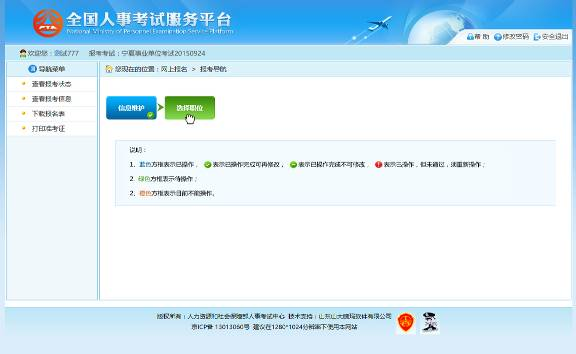 全国人事考试服务平台
National Ministry of Personnel Examination Service Platform
帮 助 修改密码 安全退出
欢迎您：测试777 报考考试：宁夏事业单位考试20150924
导航菜单
您现在的位置：网上报名 > 报考导航
查看报考状态
查看报考信息
下载报名表
打印准考证
信息维护 选择职位
说明：
1、蓝色方框表示已操作， 表示已操作完成可再修改； 表示已操作完成不可修改， 表示已操作，但未通过，须重新操作；
2、绿色方框表示待操作；
2、橙色方框表示目前不能操作。
版权所有：人力资源和社会保障部人事考试中心 技术支持：山东山大鸥玛软件有限公司
京ICP备 13013060号 建议在1280*1024分辨率下使用本网站